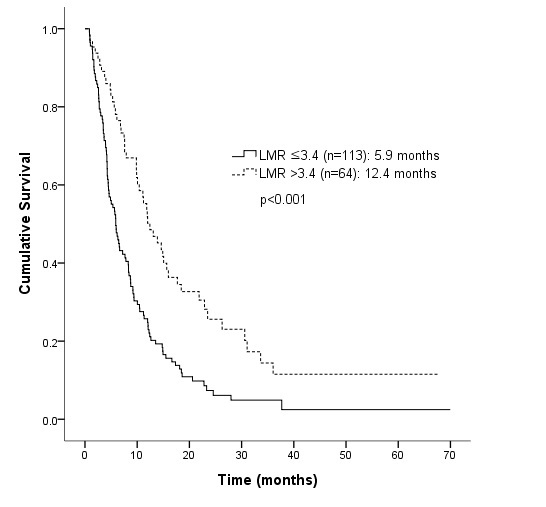 1.0
0.8
0.6
0.4
0.2
0.0
Cumulative Survival
LMR ≤3.4 (n=113): 5.9 months
LMR >3.4 (n=64): 12.4 months
p<0.001
0 10 20 30 40 50 60 70
Time (months)